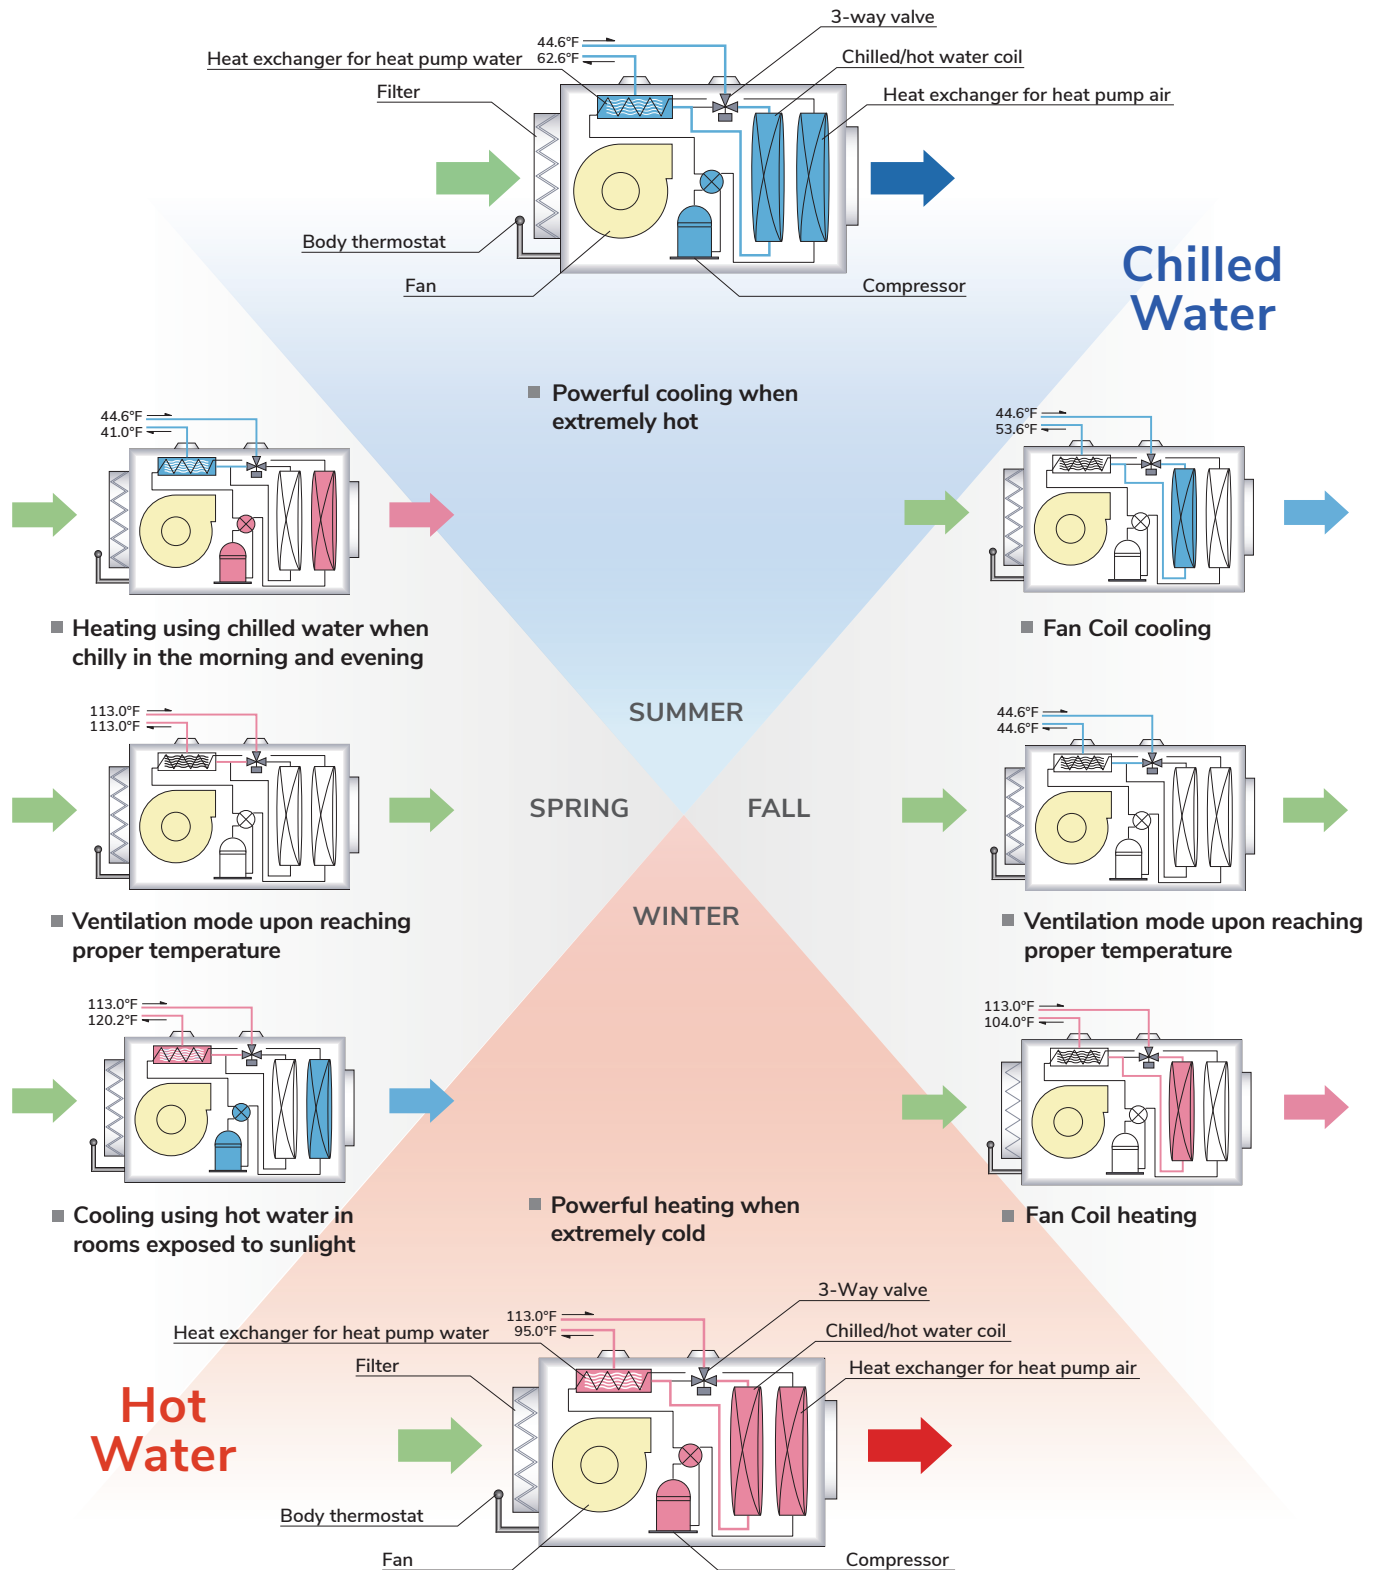 3-way valve
44.6°F
62.6°F
Heat exchanger for heat pump water
Chilled/hot water coil
Filter
Heat exchanger for heat pump air
Body thermostat
Fan
Compressor
Chilled
Water
Powerful cooling when
extremely hot
44.6°F
41.0°F
Heating using chilled water when
chilly in the morning and evening
44.6°F
53.6°F
Fan Coil cooling
SUMMER
SPRING
FALL
WINTER
113.0°F
113.0°F
Ventilation mode upon reaching
proper temperature
44.6°F
44.6°F
Ventilation mode upon reaching
proper temperature
113.0°F
120.2°F
Cooling using hot water in
rooms exposed to sunlight
113.0°F
104.0°F
Fan Coil heating
Powerful heating when
extremely cold
3-Way valve
113.0°F
95.0°F
Heat exchanger for heat pump water
Chilled/hot water coil
Filter
Heat exchanger for heat pump air
Hot
Water
Body thermostat
Fan
Compressor